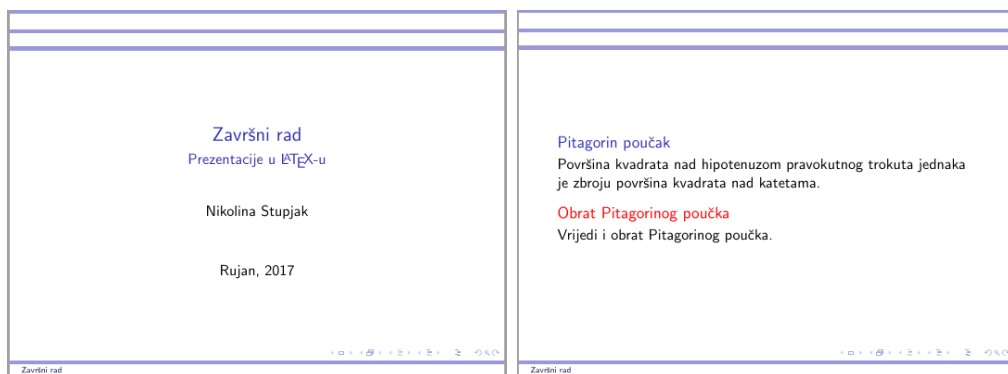 Završni rad
Prezentacije u LATEX-u
Nikolina Stupjak
Rujan, 2017
Završni rad
Pitagorin poučak
Površina kvadrata nad hipotenuzom pravokutnog trokuta jednaka
je zbroju površina kvadrata nad katetama.
Obrat Pitagorinog poučka
Vrijedi i obrat Pitagorinog poučka.
Završni rad